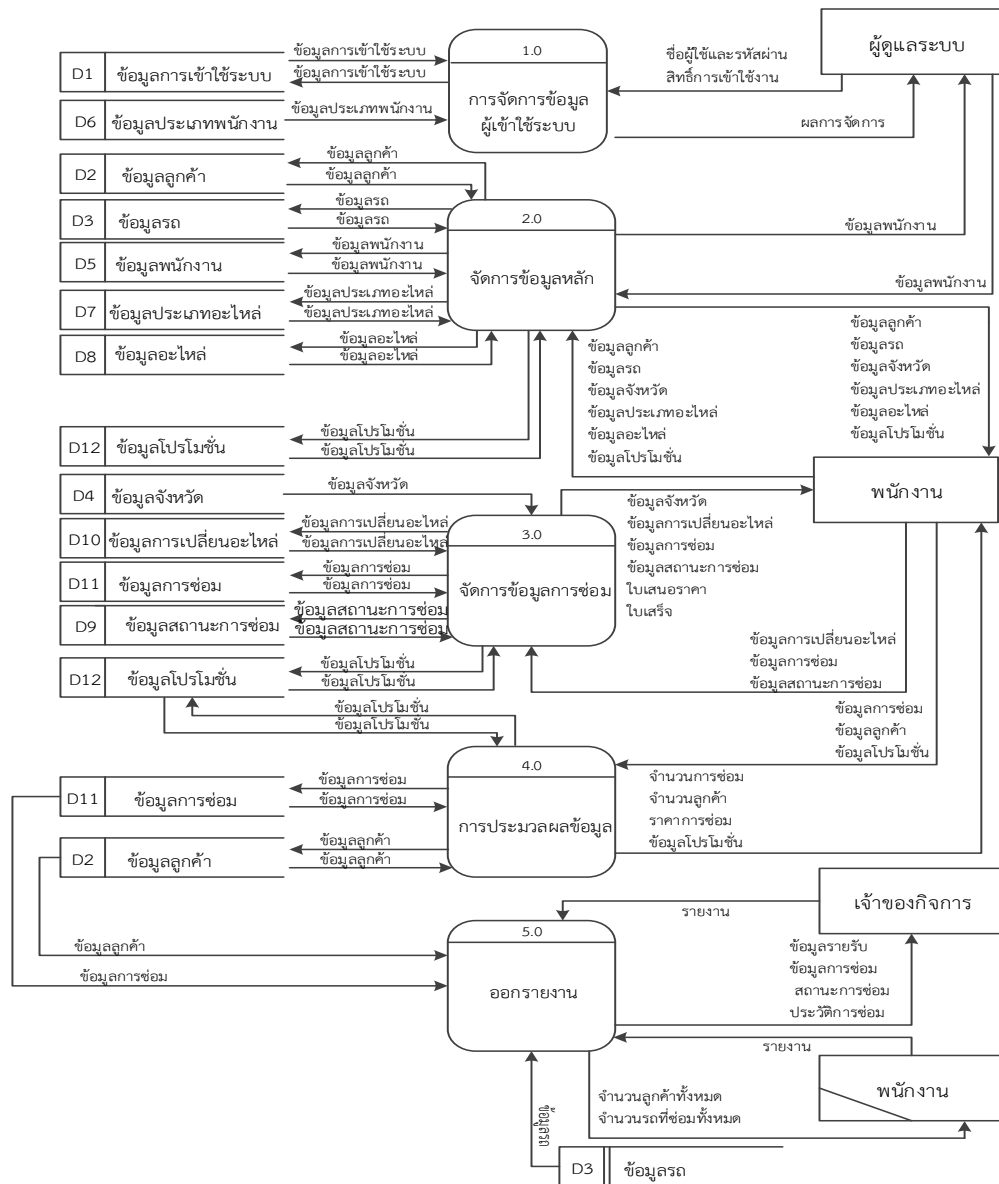 ข้อมูลการเข้าใช้ระบบ
ข้อมูลการเข้าใช้ระบบ
D1 ข้อมูลการเข้าใช้ระบบ
D6 ข้อมูลประเภทพนักงาน
ข้อมูลประเภทพนักงาน
1.0
การจัดการข้อมูล
ผู้เข้าใช้ระบบ
ชื่อผู้ใช้และรหัสผ่าน
สิทธิ์การเข้าใช้งาน
ผู้ดูแลระบบ
ผลการจัดการ
D2 ข้อมูลลูกค้า
ข้อมูลลูกค้า
ข้อมูลลูกค้า
D3 ข้อมูลรถ
ข้อมูลรถ
ข้อมูลรถ
D5 ข้อมูลพนักงาน
ข้อมูลพนักงาน
ข้อมูลพนักงาน
D7 ข้อมูลประเภทอะไหล่
ข้อมูลประเภทอะไหล่
ข้อมูลประเภทอะไหล่
D8 ข้อมูลอะไหล่
ข้อมูลอะไหล่
ข้อมูลอะไหล่
2.0
จัดการข้อมูลหลัก
ข้อมูลพนักงาน
ข้อมูลพนักงาน
ข้อมูลลูกค้า
ข้อมูลรถ
ข้อมูลจังหวัด
ข้อมูลประเภทอะไหล่
ข้อมูลอะไหล่
ข้อมูลโปรโมชั่น
ข้อมูลลูกค้า
ข้อมูลรถ
ข้อมูลจังหวัด
ข้อมูลประเภทอะไหล่
ข้อมูลอะไหล่
ข้อมูลโปรโมชั่น
D12 ข้อมูลโปรโมชั่น
ข้อมูลโปรโมชั่น
ข้อมูลโปรโมชั่น
D4 ข้อมูลจังหวัด
ข้อมูลจังหวัด
พนักงาน
D10 ข้อมูลการเปลี่ยนอะไหล่
ข้อมูลการเปลี่ยนอะไหล่
ข้อมูลการเปลี่ยนอะไหล่
D11 ข้อมูลการซ่อม
ข้อมูลการซ่อม
ข้อมูลการซ่อม
D9 ข้อมูลสถานะการซ่อม
ข้อมูลสถานะการซ่อม
ข้อมูลสถานะการซ่อม
D12 ข้อมูลโปรโมชั่น
ข้อมูลโปรโมชั่น
ข้อมูลโปรโมชั่น
3.0
จัดการข้อมูลการซ่อม
ข้อมูลจังหวัด
ข้อมูลการเปลี่ยนอะไหล่
ข้อมูลการซ่อม
ข้อมูลสถานะการซ่อม
ใบเสนอราคา
ใบเสร็จ
ข้อมูลการเปลี่ยนอะไหล่
ข้อมูลการซ่อม
ข้อมูลสถานะการซ่อม
ข้อมูลโปรโมชั่น
ข้อมูลโปรโมชั่น
ข้อมูลการซ่อม
ข้อมูลลูกค้า
ข้อมูลโปรโมชั่น
D11 ข้อมูลการซ่อม
ข้อมูลการซ่อม
ข้อมูลการซ่อม
D2 ข้อมูลลูกค้า
ข้อมูลลูกค้า
ข้อมูลลูกค้า
4.0
การประมวลผลข้อมูล
จำนวนการซ่อม
จำนวนลูกค้า
ราคาการซ่อม
ข้อมูลโปรโมชั่น
เจ้าของกิจการ
รายงาน
5.0
ออกรายงาน
ข้อมูลลูกค้า
ข้อมูลการซ่อม
ข้อมูลรายรับ
ข้อมูลการซ่อม
สถานะการซ่อม
ประวัติการซ่อม
รายงาน
พนักงาน
จำนวนลูกค้าทั้งหมด
จำนวนรถที่ซ่อมทั้งหมด
ข้อมูลรถ
D3 ข้อมูลรถ